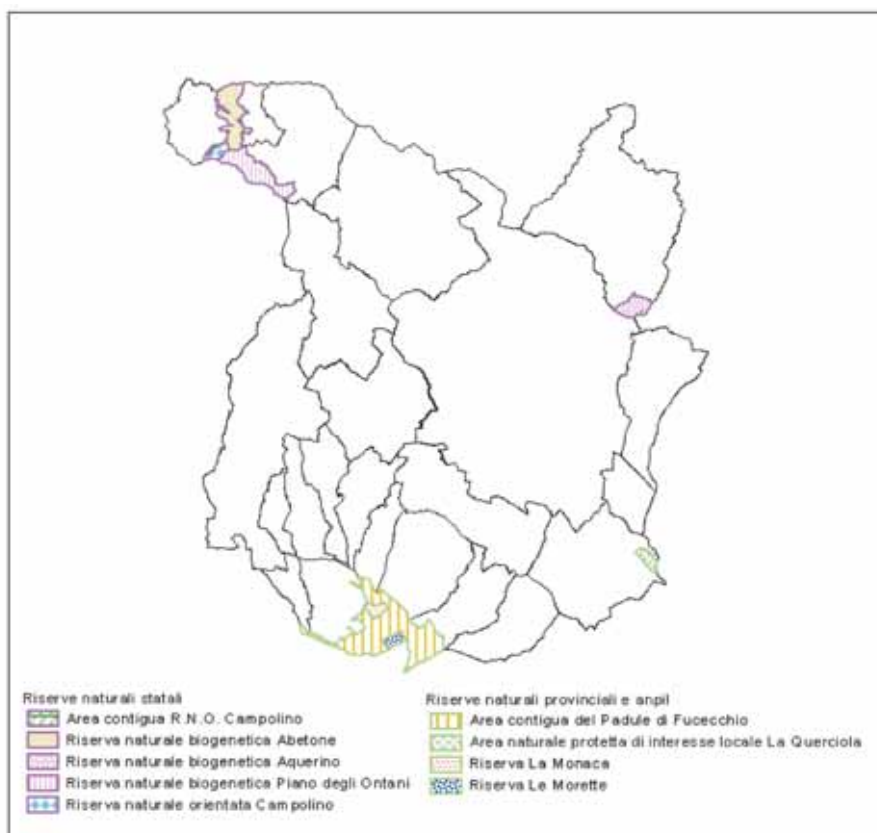 Riserve naturali statali
Area contigua R.N.O. Campolino
Riserva naturale biogenetica Abetone
Riserva naturale biogenetica Aquerino
Riserva naturale biogenetica Piano degli Ontani
Riserva naturale orientata Campolino
Riserve naturali provinciali e anpil
Area contigua del Padule di Fucecchio
Area naturale protetta di interesse locale La Querciola
Riserva La Monaca
Riserva Le Morette